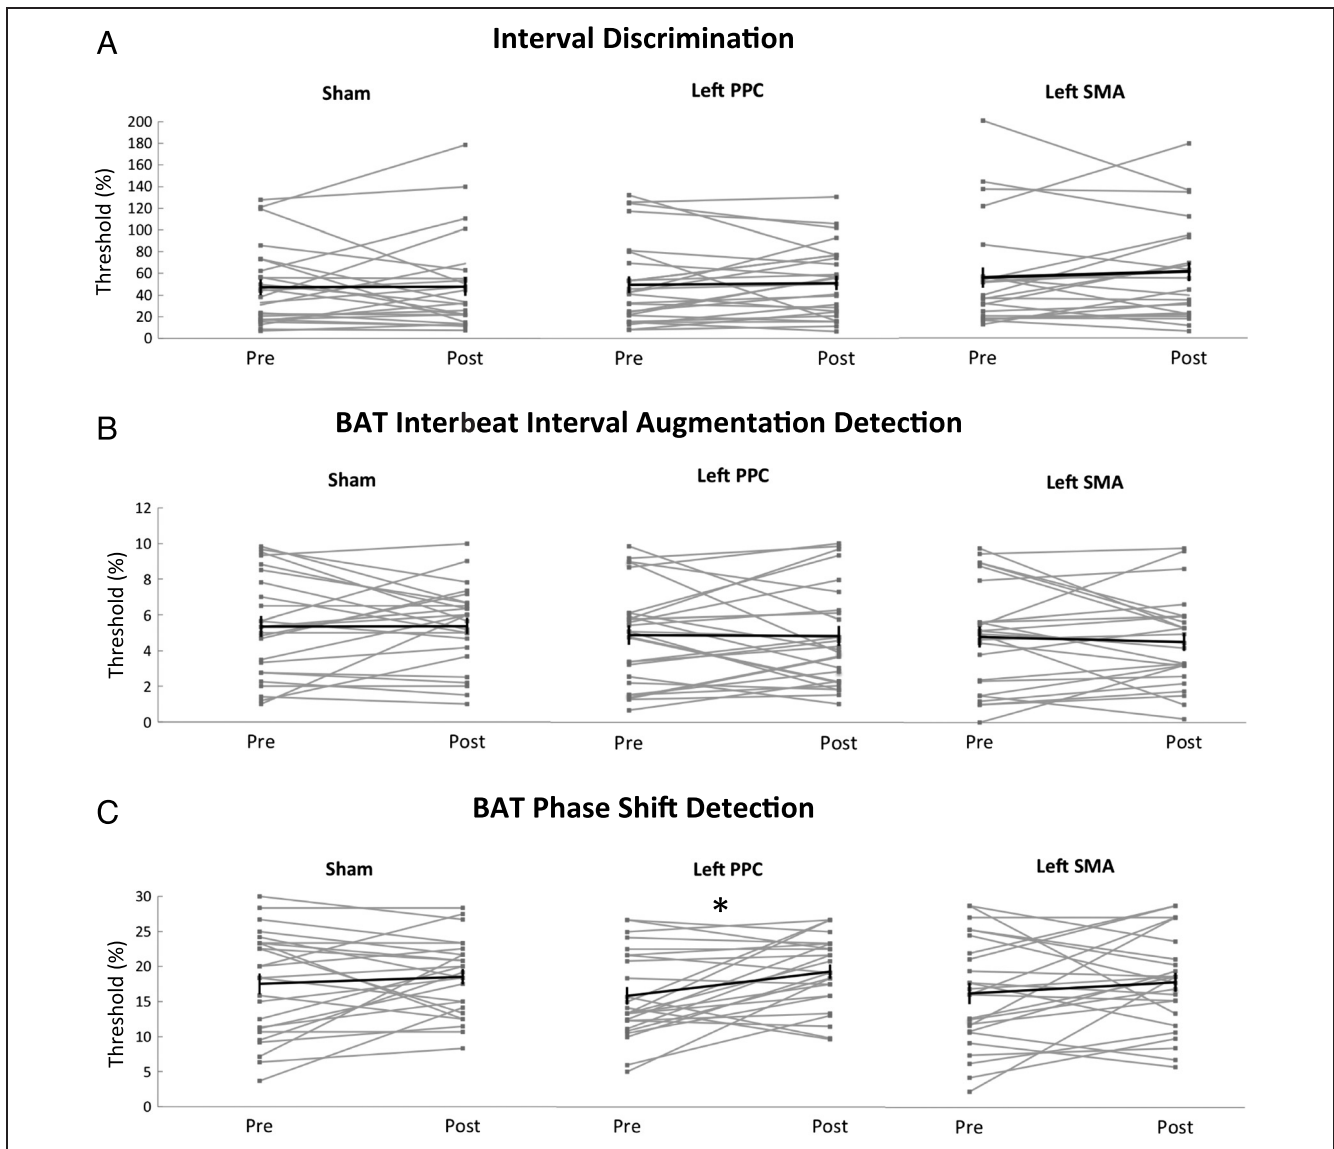 A
Interval Discrimination
Sham
Left PPC
Left SMA
Threshold (%)
200
180
160
140
120
100
80
60
40
20
0
Pre
Post
Pre
Post
Pre
Post
B
BAT Interbeat Interval Augmentation Detection
Sham
Left PPC
Left SMA
Threshold (%)
12
10
8
6
4
2
0
Pre
Post
Pre
Post
Pre
Post
C
BAT Phase Shift Detection
Sham
Left PPC
Left SMA
*
Threshold (%)
30
25
20
15
10
5
0
Pre
Post
Pre
Post
Pre
Post